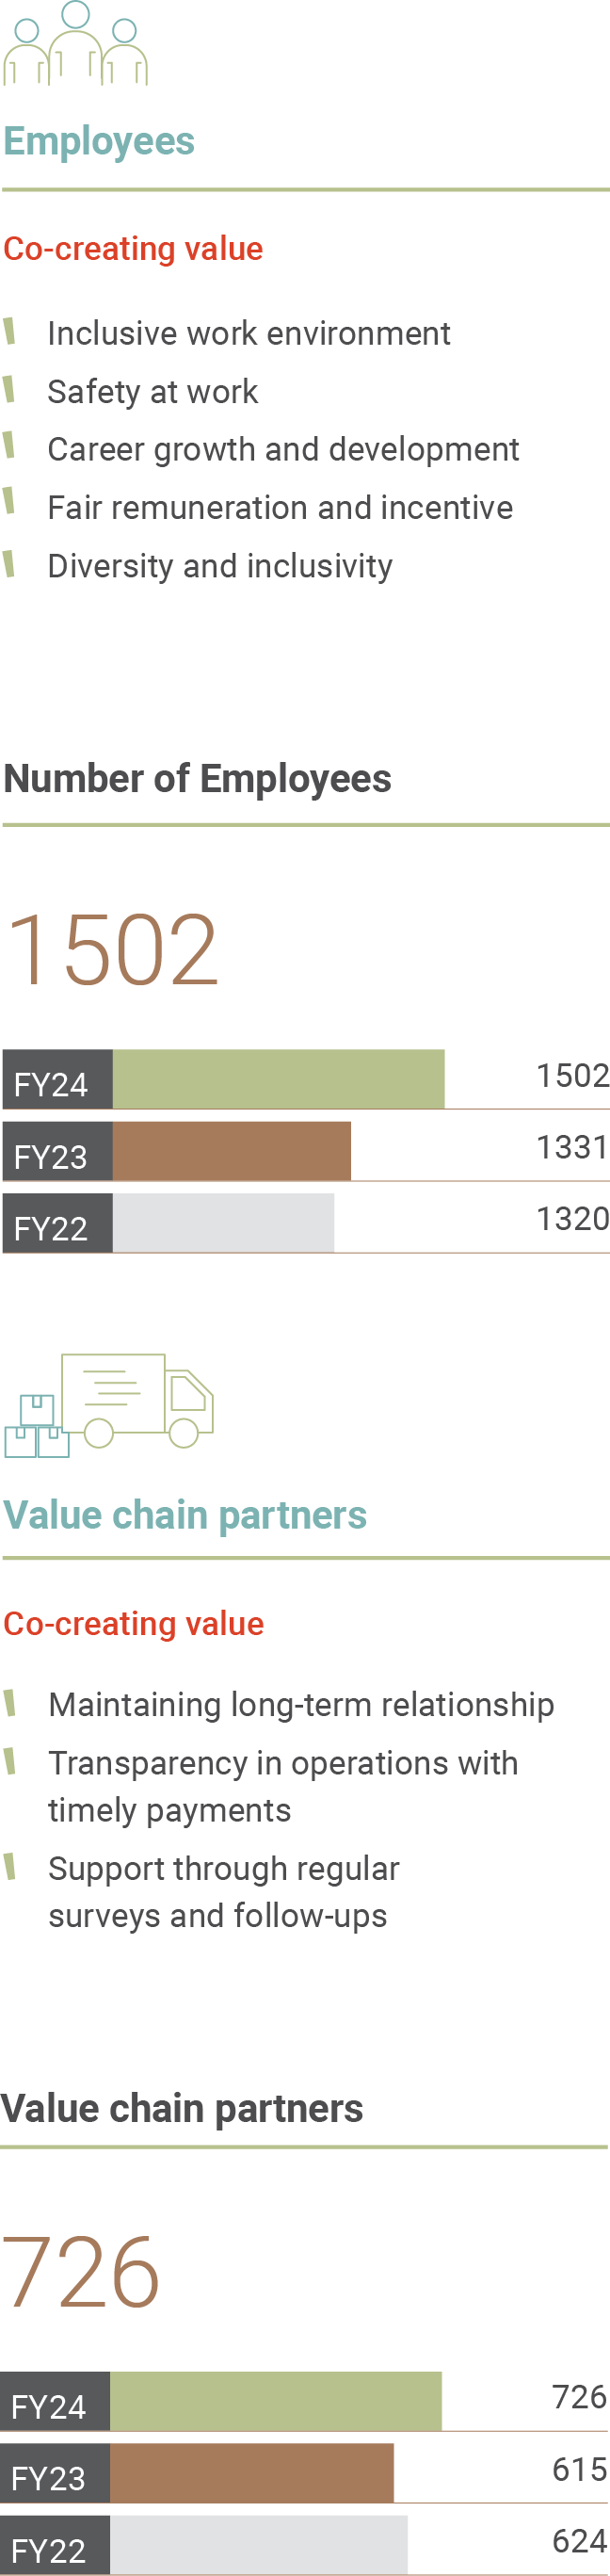 Employees
Co-creating value
Inclusive work environment
Safety at work
Career growth and development
Fair remuneration and incentive
Diversity and inclusivity
Number of Employees
1502
FY24 1502
FY23 1331
FY22 1320
Value chain partners
Co-creating value
Maintaining long-term relationship
Transparency in operations with
timely payments
Support through regular
surveys and follow-ups
Value chain partners
726
FY24 726
FY23 615
FY22 624